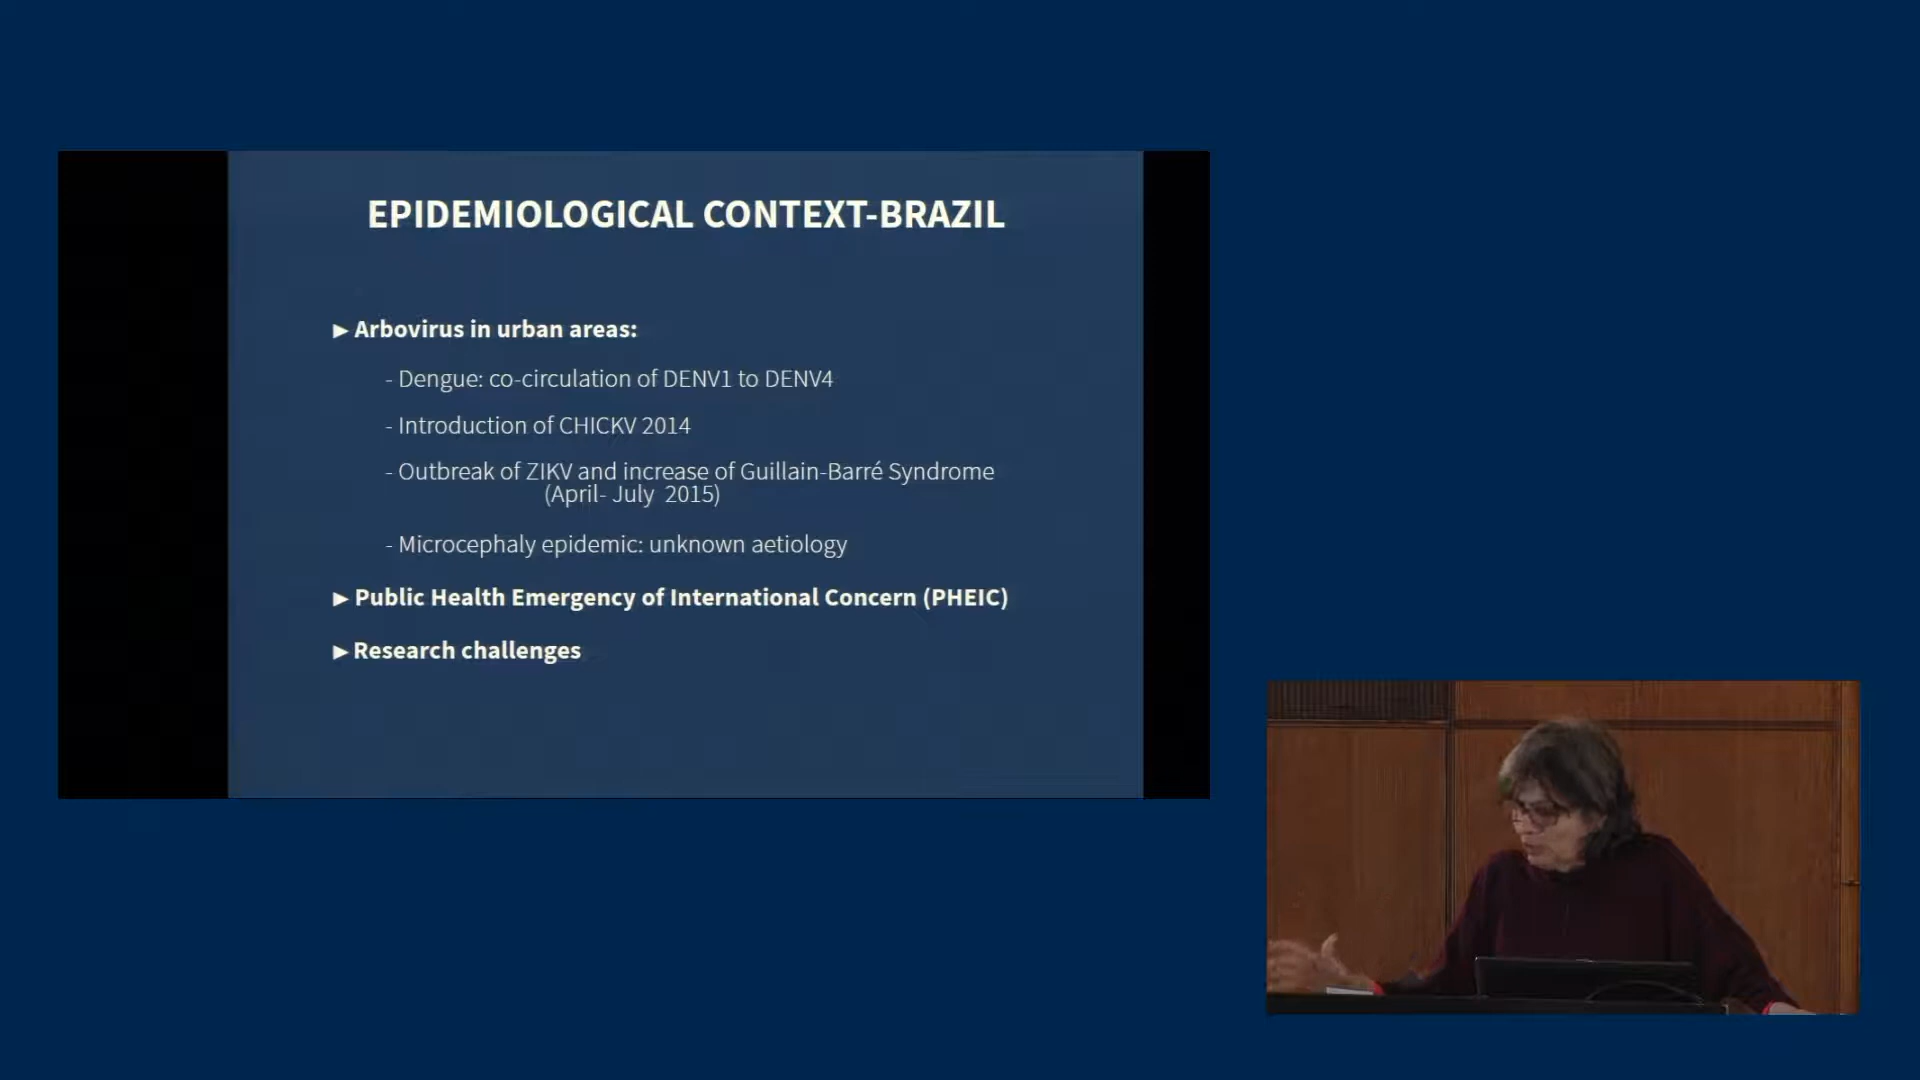 EPIDEMIOLOGICAL CONTEXT-BRAZIL
► Arbovirus in urban areas:
- Dengue: co-circulation of DENV1 to DENV4
- Introduction of CHICKV 2014
- Outbreak of ZIKV and increase of Guillain-Barré Syndrome
(April- July 2015)
- Microcephaly epidemic: unknown aetiology
► Public Health Emergency of International Concern (PHEIC)
► Research challenges